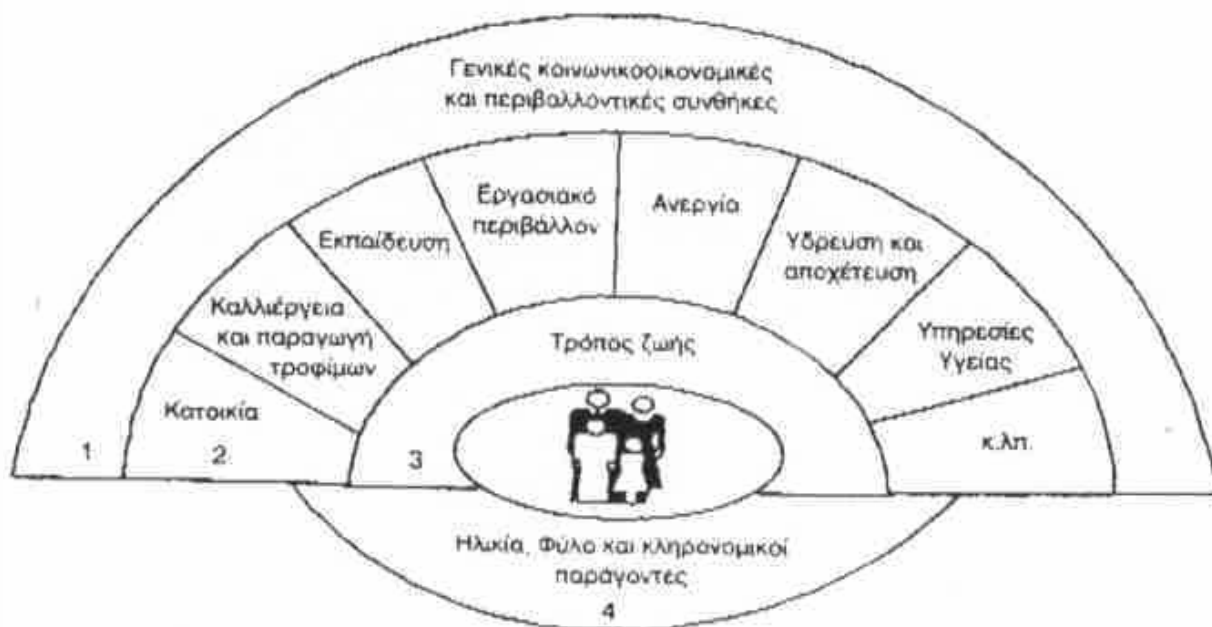 Γενικές κοινωνικοοικονομικές
και περιβαλλοντικές συνθήκες
Εργασιακό
περιβάλλον
Ανεργία
Εκπαίδευση
Ύδρευση και
αποχέτευση
Καλλιέργεια
και παραγωγή
τροφίμων
Υπηρεσίες
Υγείας
Τρόπος ζωής
Κατοικία
κ.λπ.
1
2
3
Ηλικία, Φύλο και κληρονομικοί
παράγοντες
4